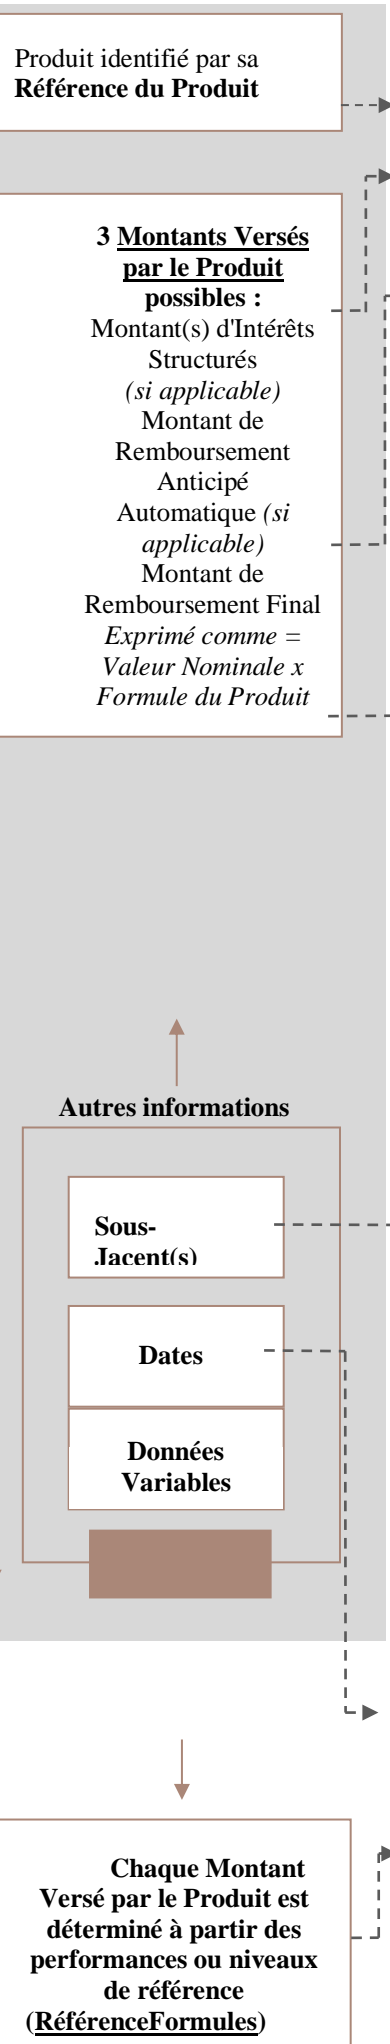 Produit identifié par sa
Référence du Produit
3 Montants Versés
par le Produit
possibles :
Montant(s) d'Intérêts
Structurés
(si applicable)
Montant de
Remboursement
Anticipé
Automatique (si
applicable)
Montant de
Remboursement Final
Exprimé comme =
Valeur Nominale x
Formule du Produit
Autres informations
Sous-
Jacent(s)
Dates
Données
Variables
Chaque Montant
Versé par le Produit est
déterminé à partir des
performances ou niveaux
de référence
(RéférenceFormules)